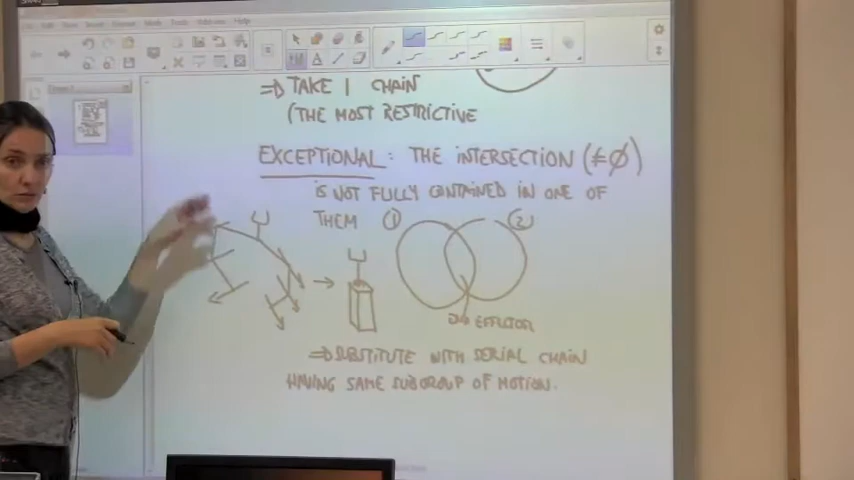 ⇒ TAKE 1 CHAIN
(THE MOST RESTRICTIVE
EXCEPTIONAL: THE INTERSECTION (≠Ø)
IS NOT FULLY CONTAINED IN ONE OF
THEM ① ②
→
END EFFECTOR
⇒ SUBSTITUTE WITH SERIAL CHAIN
HAVING SAME SUBGROUP OF MOTION.